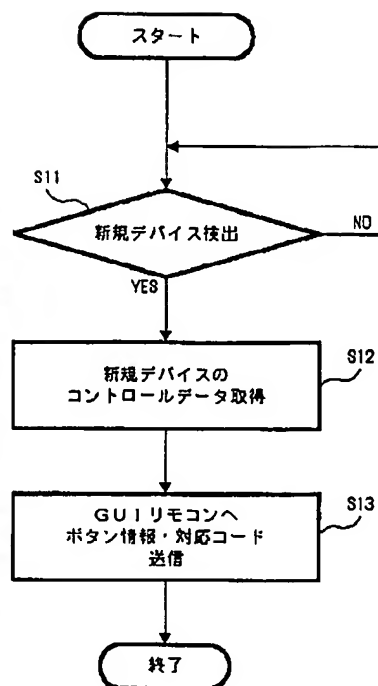 スタート
S11
新規デバイス検出
NO
YES
新規デバイスの
コントロールデータ取得
S12
GUIリモコンへ
ボタン情報・対応コード
送信
S13
終了